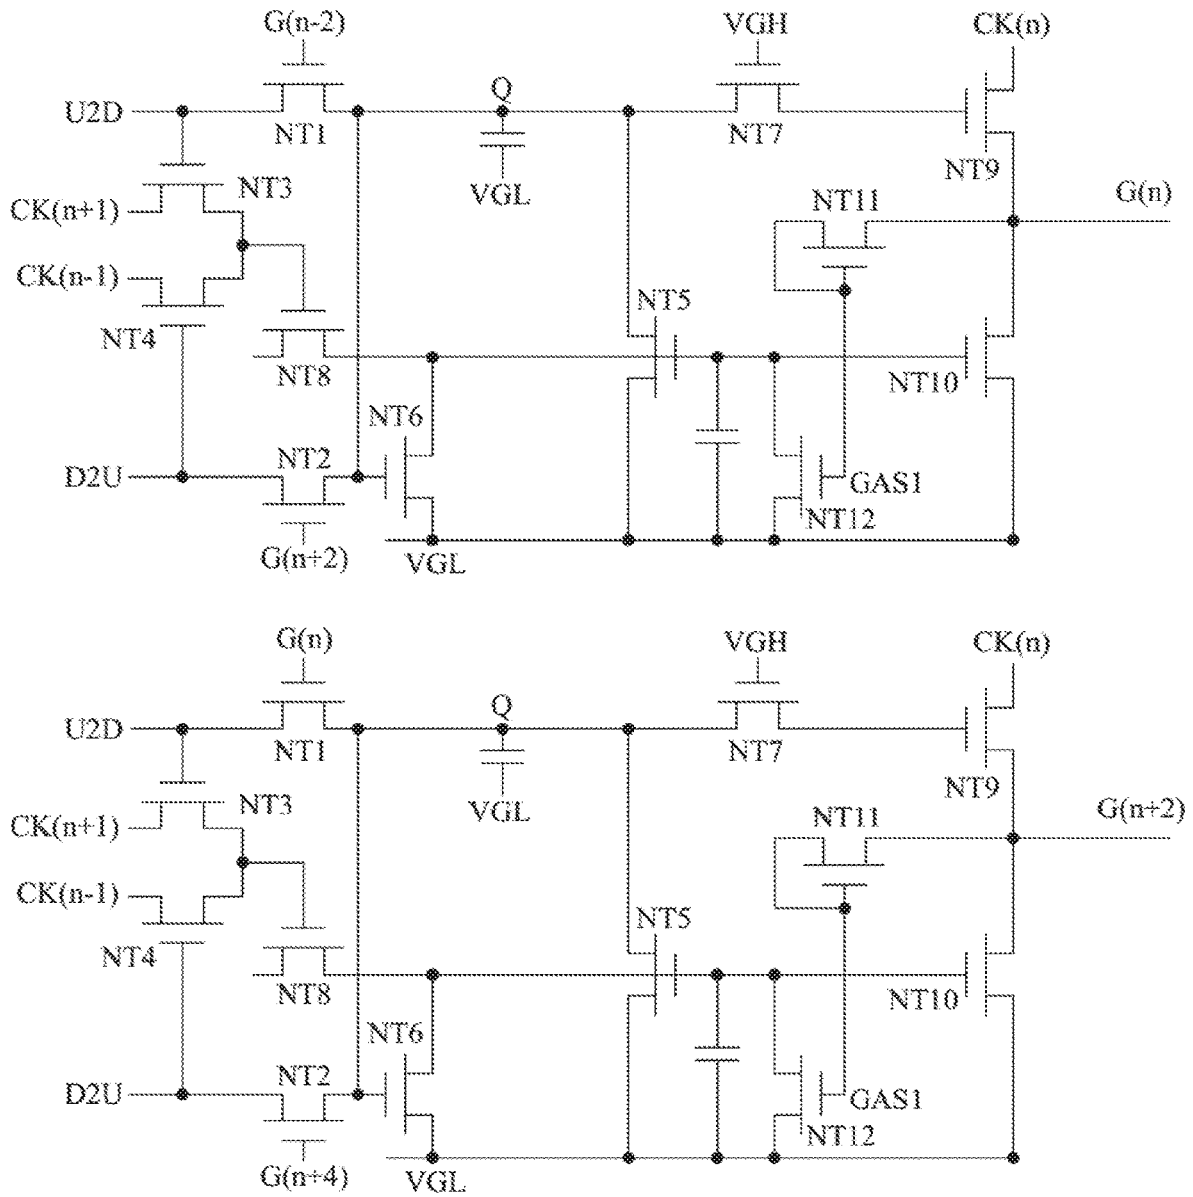 G(n-2)
VGH
CK(n)
Q
U2D
NT1
NT7
NT9
NT3
VGL
NT11
G(n)
CK(n+1)
CK(n-1)
NT5
NT4
NT8
NT10
NT6
NT2
D2U
GAS1
NT12
G(n+2)
VGL
G(n)
VGH
CK(n)
Q
U2D
NT1
NT7
NT9
NT3
VGL
NT11
G(n+2)
CK(n+1)
CK(n-1)
NT5
NT4
NT8
NT10
NT6
NT2
D2U
GAS1
NT12
G(n+4)
VGL